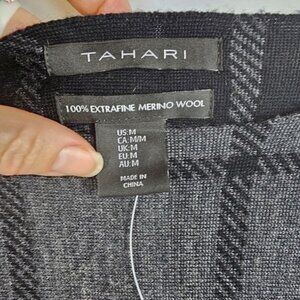 TAHARI
100% EXTRAFINE MERINO WOOL
US:M
CA:M/M
UK:M
EU:M
AU:M
MADE IN
CHINA